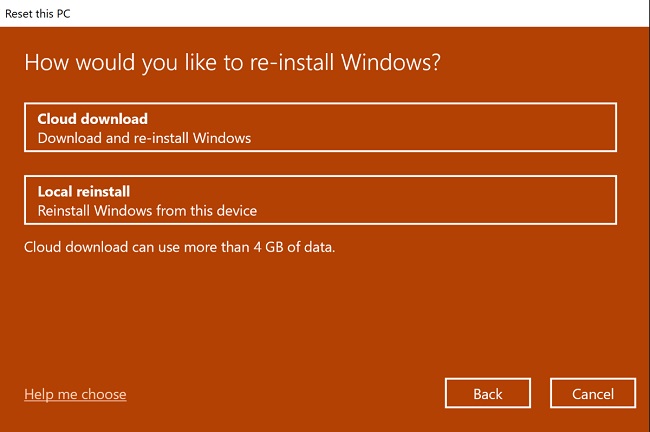 Reset this PC
How would you like to re-install Windows?
Cloud download
Download and re-install Windows
Local reinstall
Reinstall Windows from this device
Cloud download can use more than 4 GB of data.
Help me choose
Back
Cancel